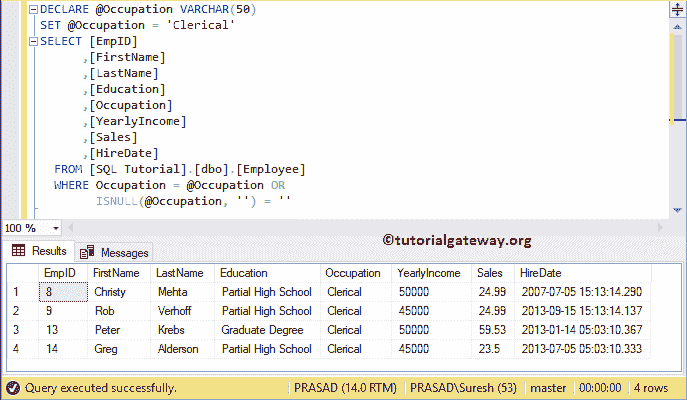 DECLARE @Occupation VARCHAR(50)
SET @Occupation = 'Clerical'
SELECT [EmpID]
,[FirstName]
,[LastName]
,[Education]
,[Occupation]
,[YearlyIncome]
,[Sales]
,[HireDate]
FROM [SQL Tutorial].[dbo].[Employee]
WHERE Occupation = @Occupation OR
ISNULL(@Occupation, '') = ''
100 %
©tutorialgateway.org
Results Messages
EmpID FirstName LastName Education Occupation YearlyIncome Sales HireDate
1 8 Christy Mehta Partial High School Clerical 50000 24.99 2007-07-05 15:13:14.290
2 9 Rob Verhoff Partial High School Clerical 45000 24.99 2013-09-15 15:13:14.137
3 13 Peter Krebs Graduate Degree Clerical 50000 59.53 2013-01-14 05:03:10.367
4 14 Greg Alderson Partial High School Clerical 45000 23.5 2013-07-05 05:03:10.333
Query executed successfully. PRASAD (14.0 RTM) PRASAD\Suresh (53) master 00:00:00 4 rows